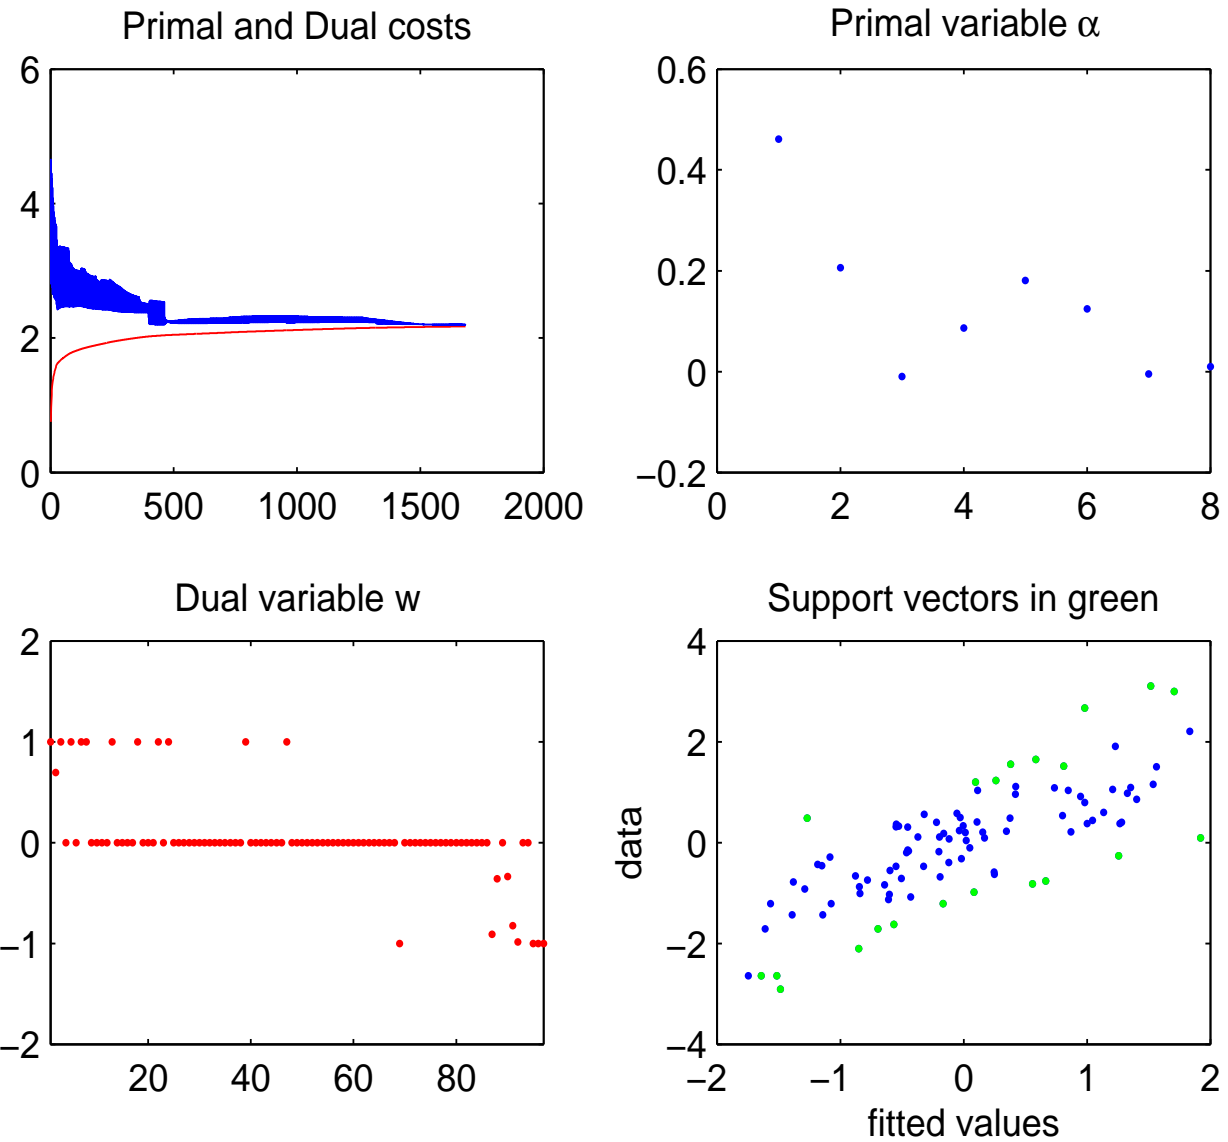 Primal and Dual costs
6
4
2
0
0 500 1000 1500 2000
Primal variable α
0.6
0.4
0.2
0
−0.2
0 2 4 6 8
Dual variable w
2
1
0
−1
−2
20 40 60 80
Support vectors in green
data
4
2
0
−2
−4
−2 −1 0 1 2
fitted values